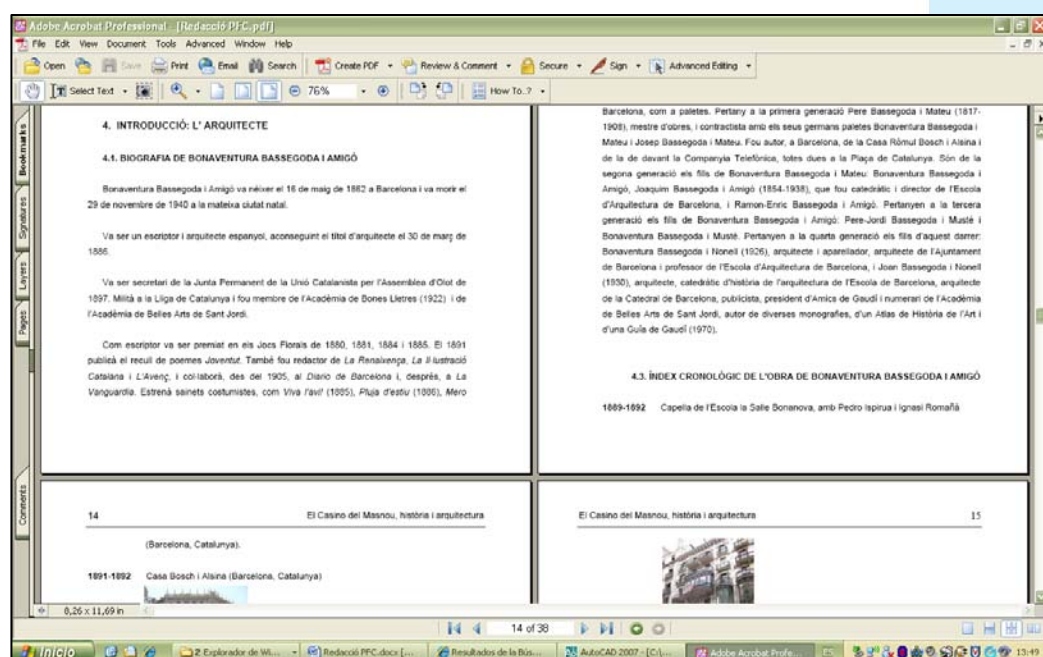 Adobe Acrobat Professional - [Redacció PFC.pdf]
File Edit View Document Tools Advanced Window Help
Open Save Print Email Search Create PDF Review & Comment Secure Sign Advanced Editing
Select Text 76% How To..?
Bookmarks
Signatures
Layers
Pages
Comments
4. INTRODUCCIÓ: L' ARQUITECTE
4.1. BIOGRAFIA DE BONAVENTURA BASSEGODA I AMIGÓ
Bonaventura Bassegoda i Amigó va néixer el 16 de maig de 1862 a Barcelona i va morir el
29 de novembre de 1940 a la mateixa ciutat natal.
Va ser un escriptor i arquitecte espanyol, aconseguint el títol d'arquitecte el 30 de març de
1886.
Va ser secretari de la Junta Permanent de la Unió Catalanista per l'Assemblea d'Olot de
1897. Milità a la Lliga de Catalunya i fou membre de l'Acadèmia de Bones Lletres (1922) i de
l'Acadèmia de Belles Arts de Sant Jordi.
Com escriptor va ser premiat en els Jocs Florals de 1880, 1881, 1884 i 1885. El 1891
publicà el recull de poemes Joventut. També fou redactor de La Renaixença, La Il·lustració
Catalana i L'Avenç, i col·laborà, des del 1905, al Diario de Barcelona i, després, a La
Vanguardia. Estrenà sainets costumistes, com Viva l'avi! (1885), Pluja d'estiu (1886), Mero
Barcelona, com a paletes. Pertany a la primera generació Pere Bassegoda i Mateu (1817-
1908), mestre d'obres, i contractista amb els seus germans paletes Bonaventura Bassegoda i
Mateu i Josep Bassegoda i Mateu. Fou autor, a Barcelona, de la Casa Ròmul Bosch i Alsina i
de la de davant la Companyia Telefònica, totes dues a la Plaça de Catalunya. Són de la
segona generació els fills de Bonaventura Bassegoda i Mateu: Bonaventura Bassegoda i
Amigó, Joaquim Bassegoda i Amigó (1854-1938), que fou catedràtic i director de l'Escola
d'Arquitectura de Barcelona, i Ramon-Enric Bassegoda i Amigó. Pertanyen a la tercera
generació els fills de Bonaventura Bassegoda i Amigó: Pere-Jordi Bassegoda i Musté i
Bonaventura Bassegoda i Musté. Pertanyen a la quarta generació els fills d'aquest darrer:
Bonaventura Bassegoda i Nonell (1926), arquitecte i aparellador, arquitecte de l'Ajuntament
de Barcelona i professor de l'Escola d'Arquitectura de Barcelona, i Joan Bassegoda i Nonell
(1930), arquitecte, catedràtic d'història de l'arquitectura de l'Escola de Barcelona, arquitecte
de la Catedral de Barcelona, publicista, president d'Amics de Gaudí i numerari de l'Acadèmia
de Belles Arts de Sant Jordi, autor de diverses monografies, d'un Atlas de Història de l'Art i
d'una Guía de Gaudí (1970).
4.3. ÍNDEX CRONOLÒGIC DE L'OBRA DE BONAVENTURA BASSEGODA I AMIGÓ
1889-1892 Capella de l'Escola la Salle Bonanova, amb Pedro Ispirua i Ignasi Romañà
14 El Casino del Masnou, història i arquitectura
(Barcelona, Catalunya).
1891-1892 Casa Bosch i Alsina (Barcelona, Catalunya)
El Casino del Masnou, història i arquitectura 15
8,26 x 11,69 in
14 of 38
Inicio 2 Explorador de Wi... Redacció PFC.docx [... Resultados de la Bús... AutoCAD 2007 - [C:\... Adobe Acrobat Profe... ES 13:49